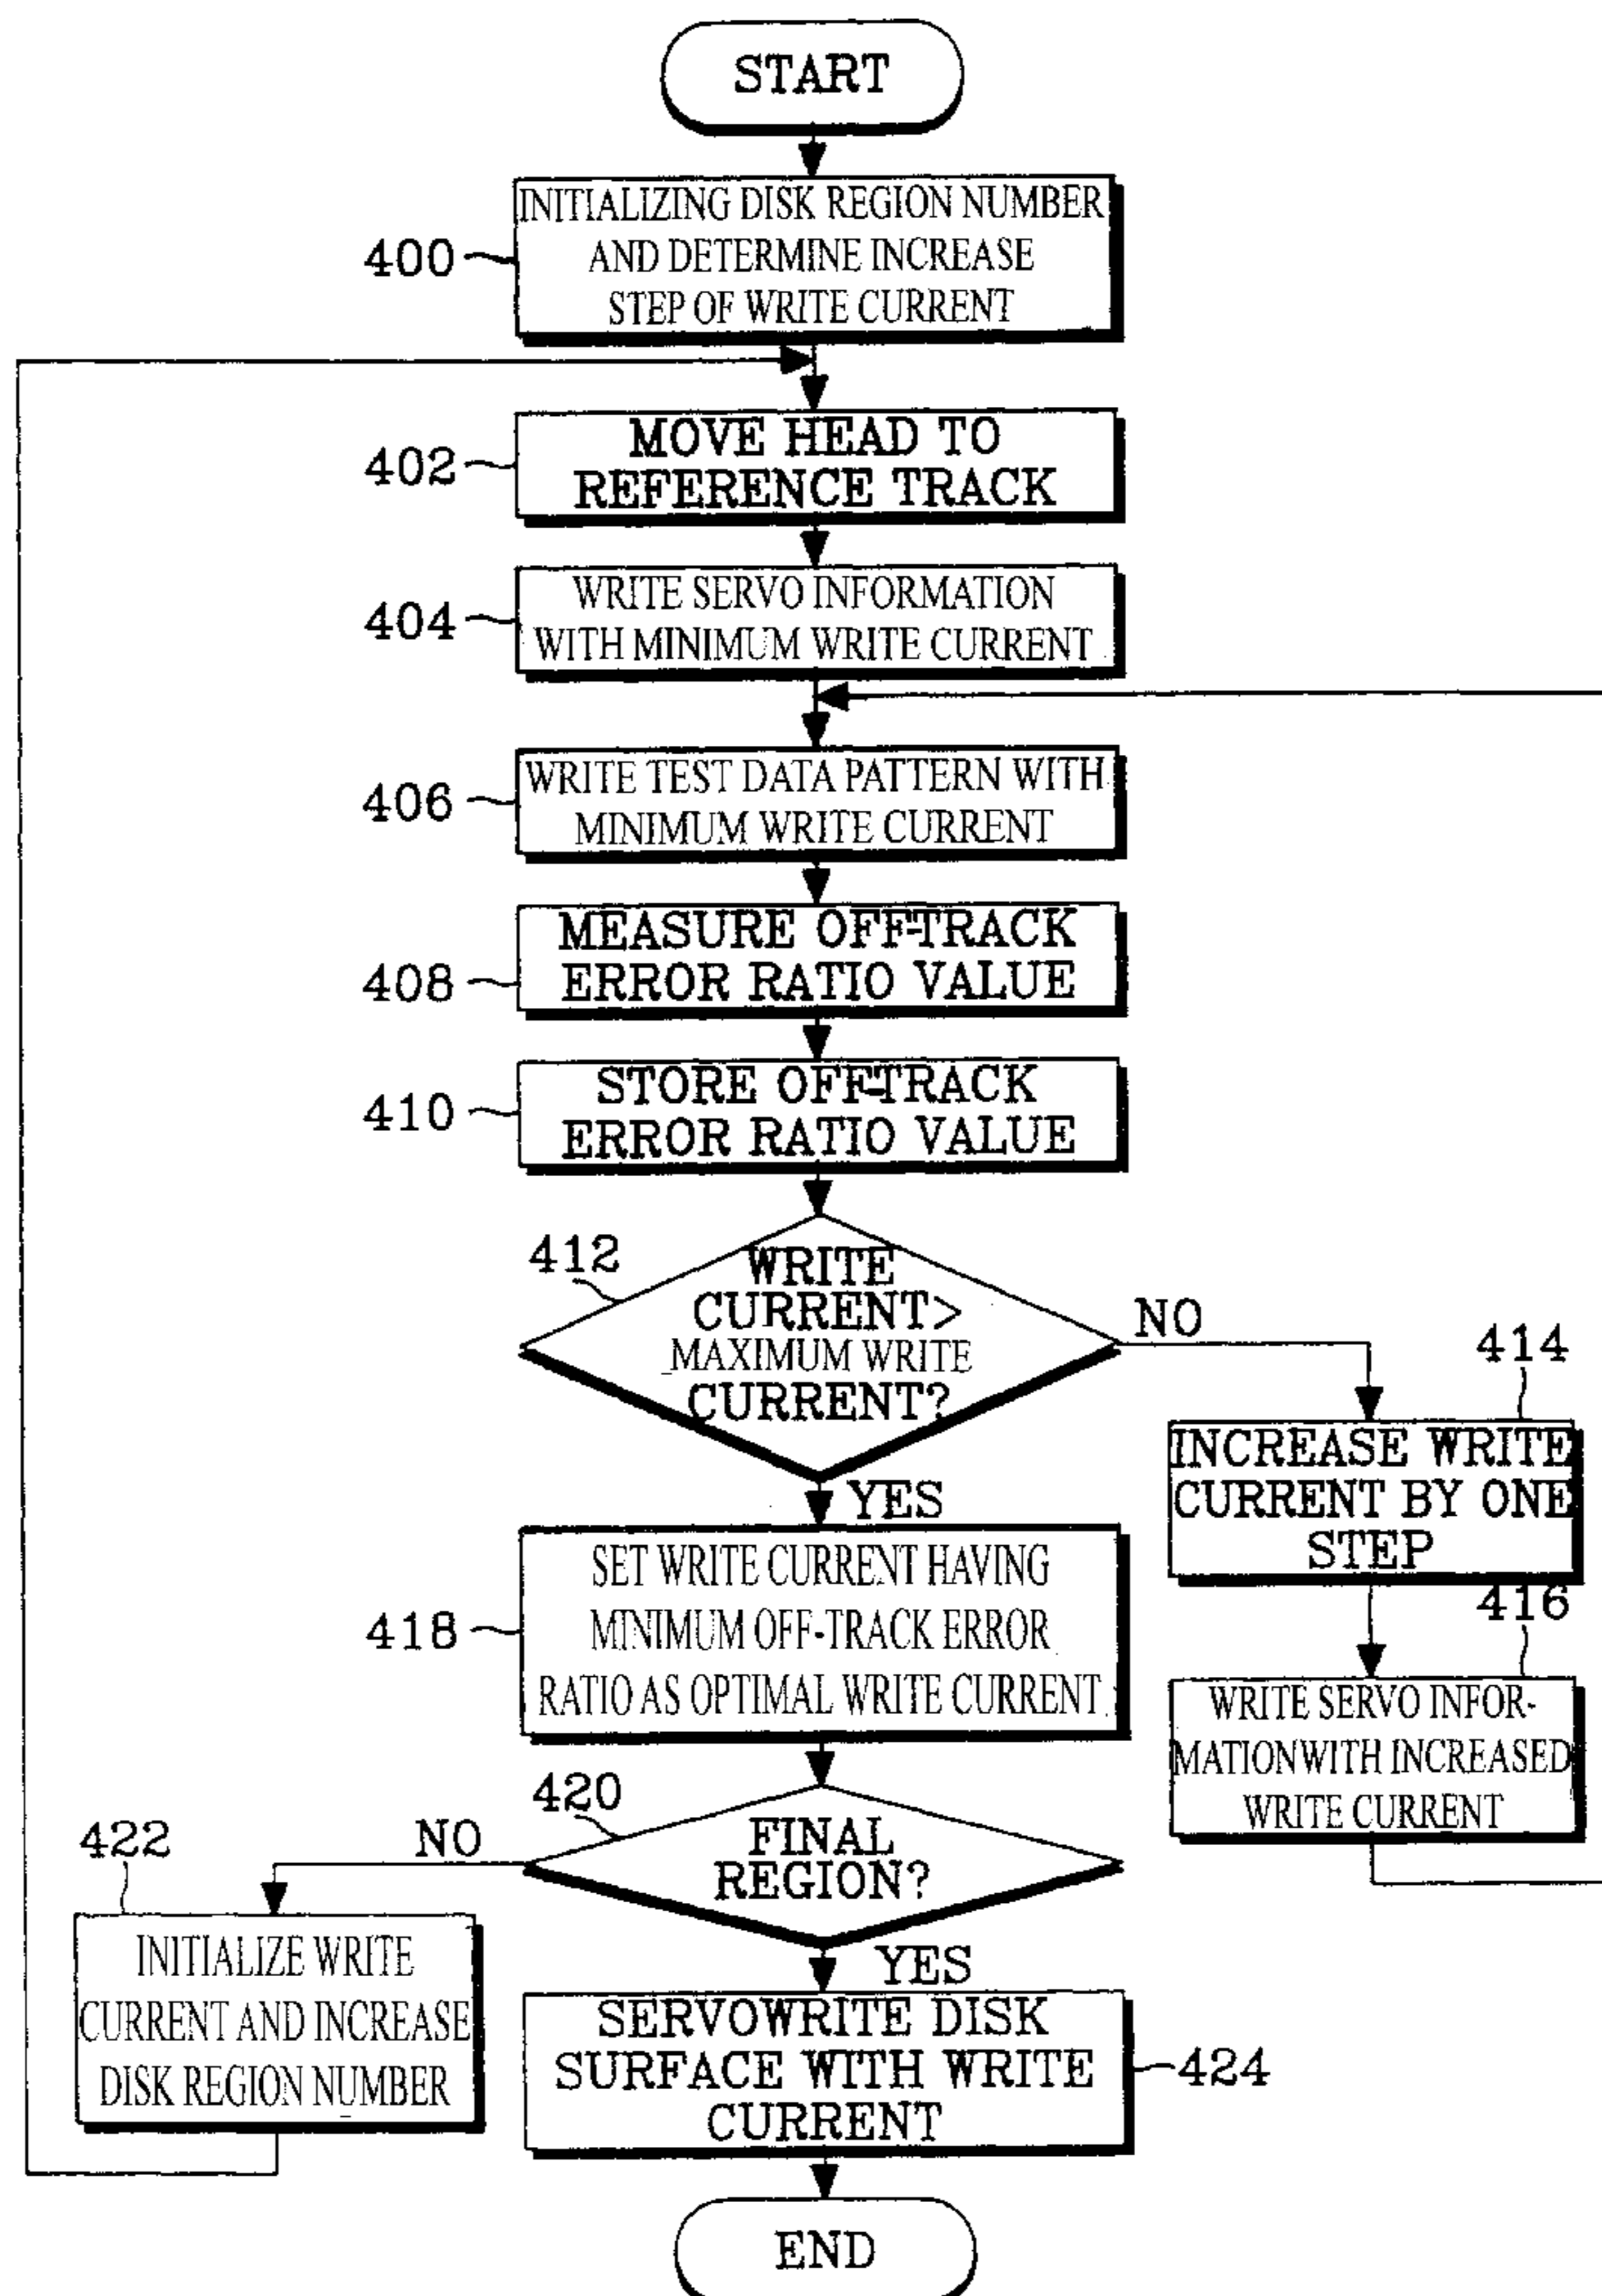 START
INITIALIZING DISK REGION NUMBER
AND DETERMINE INCREASE
STEP OF WRITE CURRENT
400
MOVE HEAD TO
REFERENCE TRACK
402
WRITE SERVO INFORMATION
WITH MINIMUM WRITE CURRENT
404
WRITE TEST DATA PATTERN WITH
MINIMUM WRITE CURRENT
406
MEASURE OFF-TRACK
ERROR RATIO VALUE
408
STORE OFF-TRACK
ERROR RATIO VALUE
410
412
WRITE
CURRENT>
MAXIMUM WRITE
CURRENT?
NO
414
INCREASE WRITE
CURRENT BY ONE
STEP
416
WRITE SERVO INFOR-
MATIONWITH INCREASED
WRITE CURRENT
YES
SET WRITE CURRENT HAVING
MINIMUM OFF-TRACK ERROR
RATIO AS OPTIMAL WRITE CURRENT
418
420
FINAL
REGION?
NO
422
INITIALIZE WRITE
CURRENT AND INCREASE
DISK REGION NUMBER
YES
SERVOWRITE DISK
SURFACE WITH WRITE
CURRENT
424
END